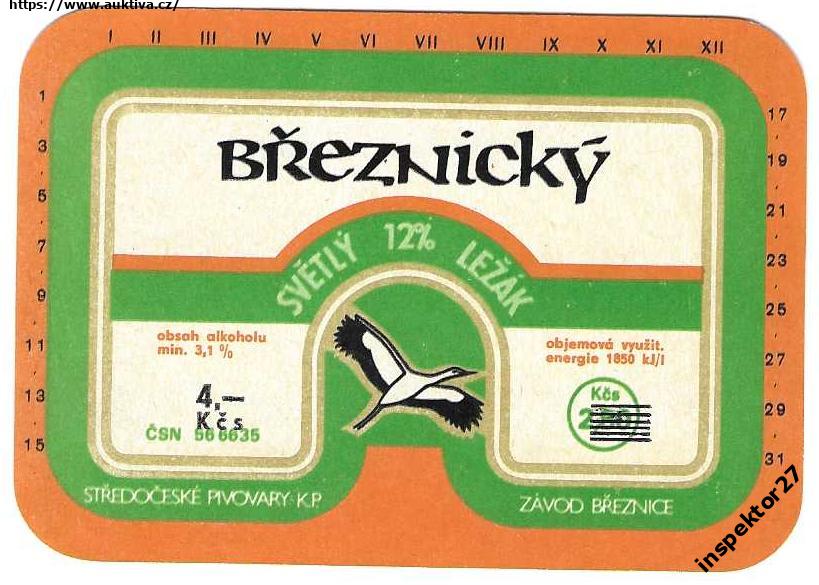 https://www.auktiva.cz/
I II III IV V VI VII VIII IX X XI XII
1
3
5
7
9
11
13
15
17
19
21
23
25
27
29
31
BŘEZNICKÝ
SVĚTLÝ 12% LEŽÁK
obsah alkoholu
min. 3,1 %
4,—
Kčs
ČSN 56 6635
objemová využit.
energie 1850 kJ/l
Kčs
STŘEDOČESKÉ PIVOVARY K.P.
ZÁVOD BŘEZNICE
inspektor27